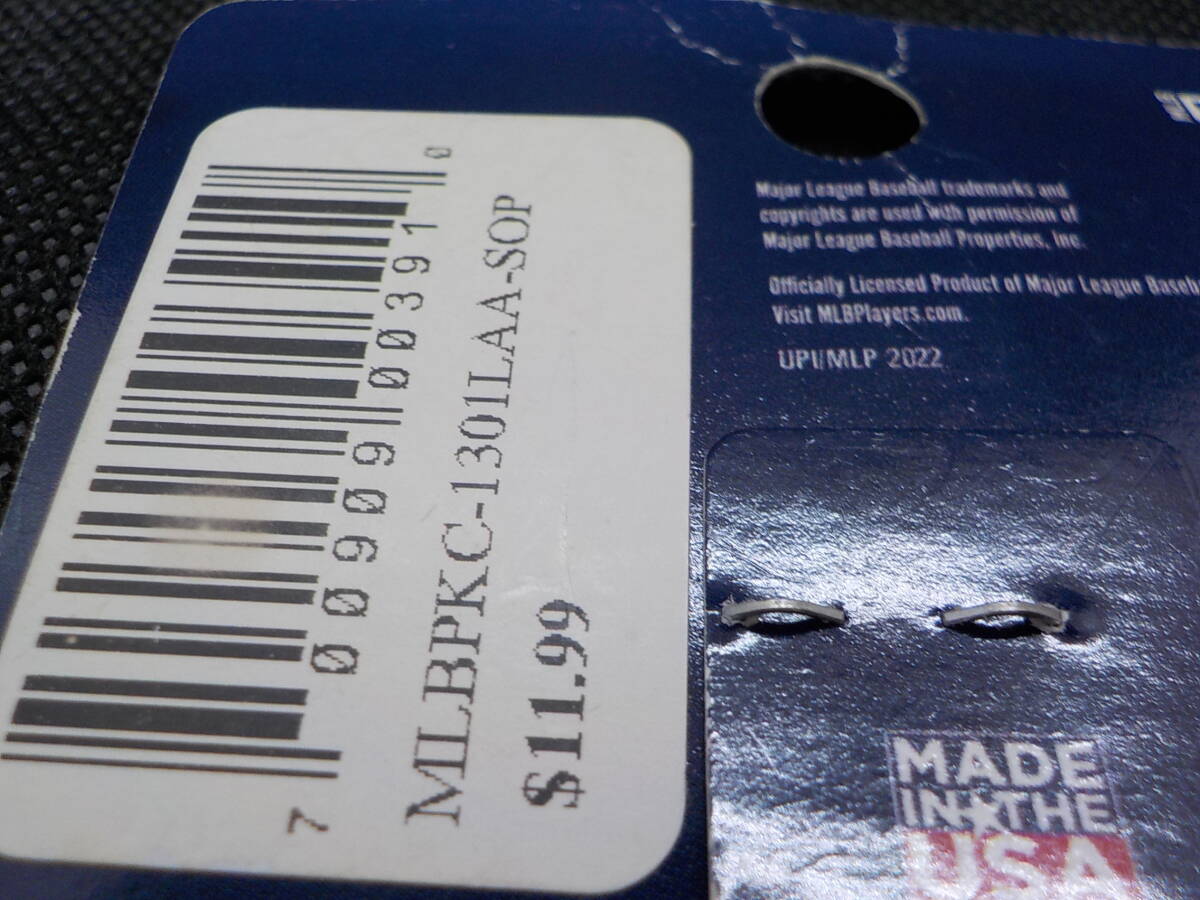 7 00909 00391 0
MLBPKC-1301LAA-SOP
$11.99
Major League Baseball trademarks and
copyrights are used with permission of
Major League Baseball Properties, Inc.
Officially Licensed Product of Major League Baseb
Visit MLBPlayers.com.
UPI/MLP 2022
MADE
IN THE
USA